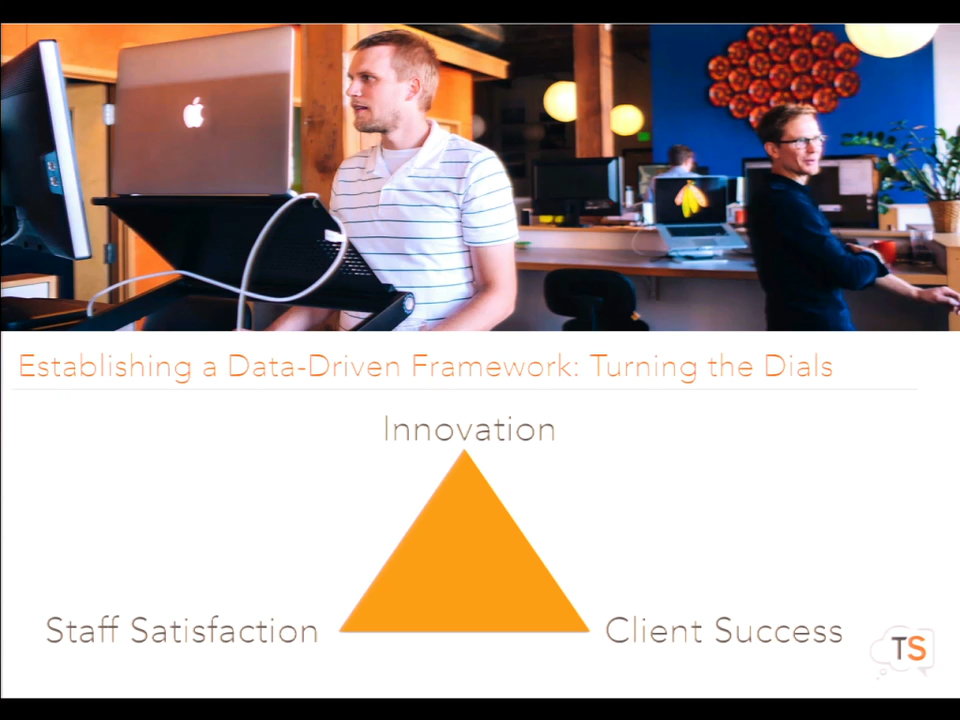 Establishing a Data-Driven Framework: Turning the Dials
Innovation
Staff Satisfaction
Client Success
TS